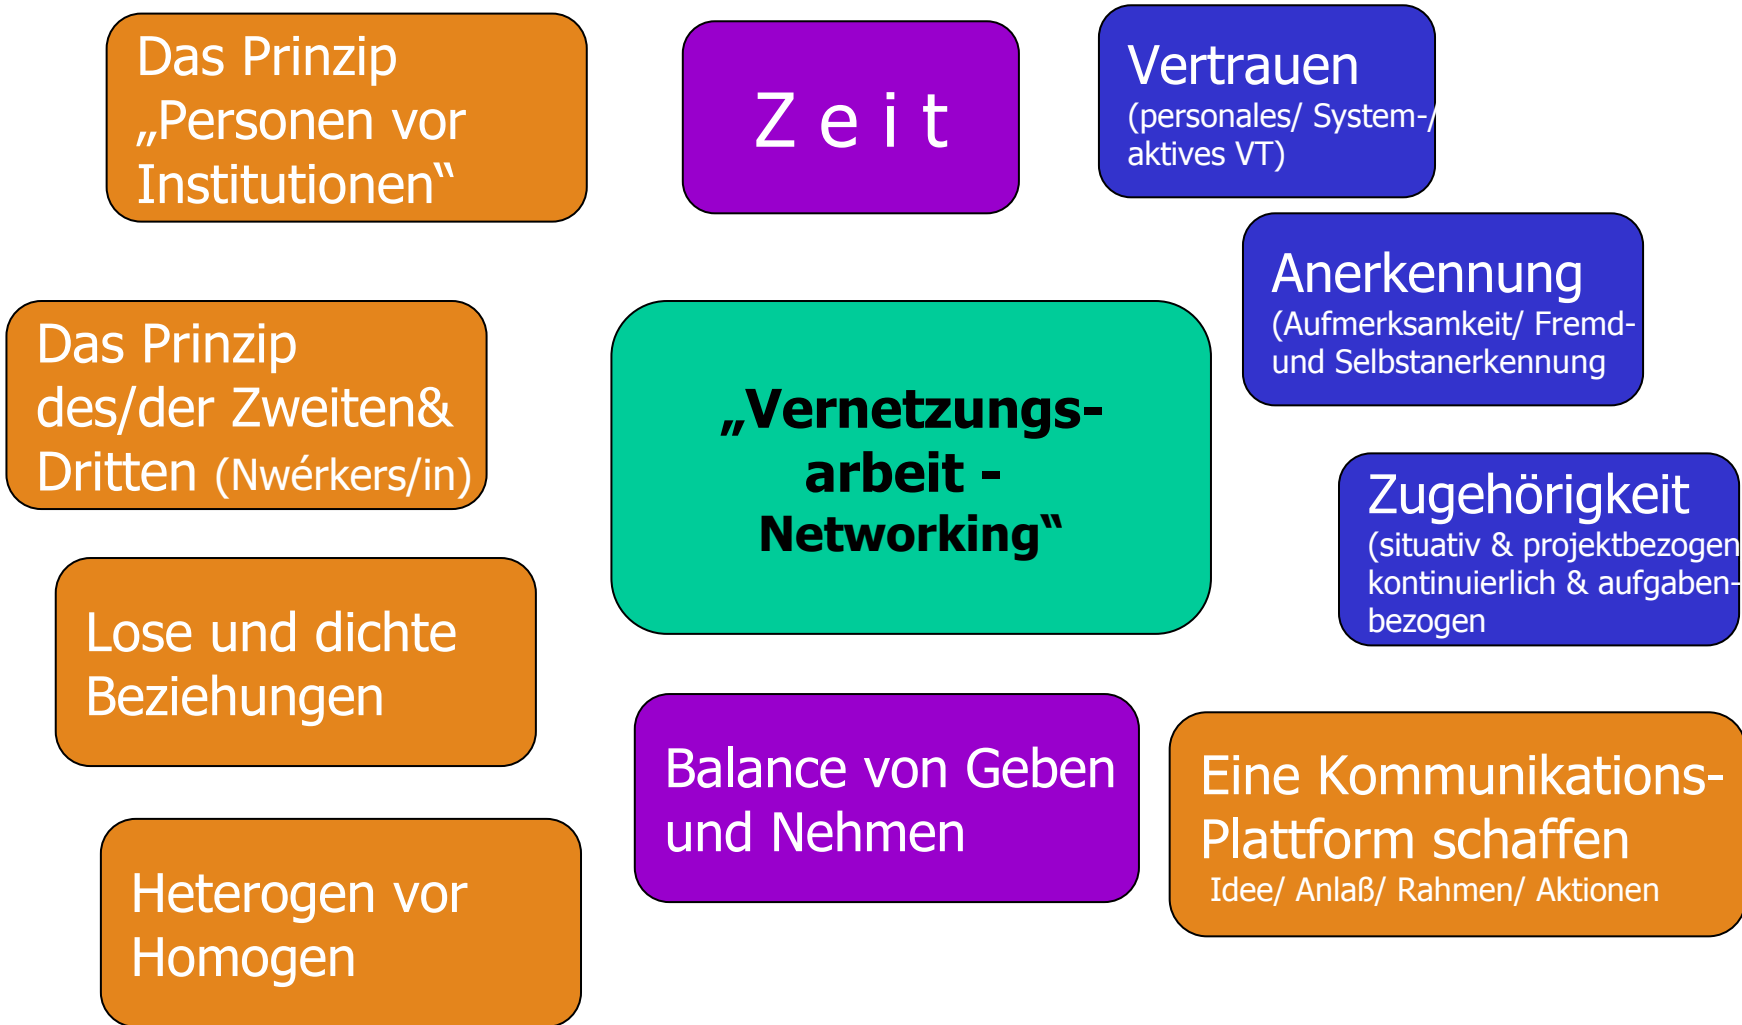 Das Prinzip
„Personen vor
Institutionen“
Z e i t
Vertrauen
(personales/ System-/
aktives VT)
Anerkennung
(Aufmerksamkeit/ Fremd-
und Selbstanerkennung
Das Prinzip
des/der Zweiten&
Dritten (Nwérkers/in)
„Vernetzungs-
arbeit -
Networking“
Zugehörigkeit
(situativ & projektbezogen
kontinuierlich & aufgaben-
bezogen
Lose und dichte
Beziehungen
Balance von Geben
und Nehmen
Eine Kommunikations-
Plattform schaffen
Idee/ Anlaß/ Rahmen/ Aktionen
Heterogen vor
Homogen